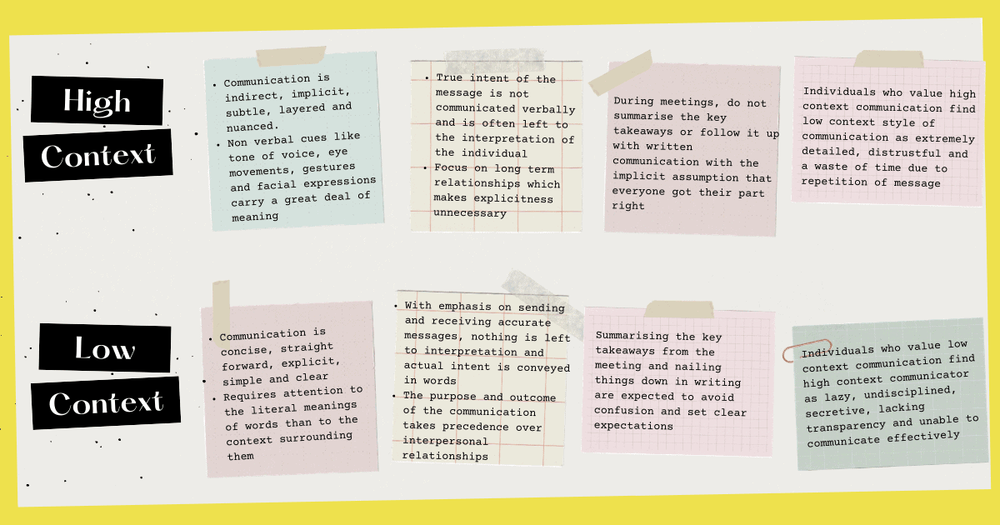 High
Context
• Communication is
indirect, implicit,
subtle, layered and
nuanced.
• Non verbal cues like
tone of voice, eye
movements, gestures
and facial expressions
carry a great deal of
meaning
• True intent of the
message is not
communicated verbally
and is often left to
the interpretation of
the individual
• Focus on long term
relationships which
makes explicitness
unnecessary
During meetings, do not
summarise the key
takeaways or follow it up
with written
communication with the
implicit assumption that
everyone got their part
right
Individuals who value high
context communication find
low context style of
communication as extremely
detailed, distrustful and
a waste of time due to
repetition of message
Low
Context
• Communication is
concise, straight
forward, explicit,
simple and clear
• Requires attention to
the literal meanings
of words than to the
context surrounding
them
• With emphasis on sending
and receiving accurate
messages, nothing is left
to interpretation and
actual intent is conveyed
in words
• The purpose and outcome
of the communication
takes precedence over
interpersonal
relationships
Summarising the key
takeaways from the
meeting and nailing
things down in writing
are expected to avoid
confusion and set clear
expectations
Individuals who value low
context communication find
high context communicator
as lazy, undisciplined,
secretive, lacking
transparency and unable to
communicate effectively